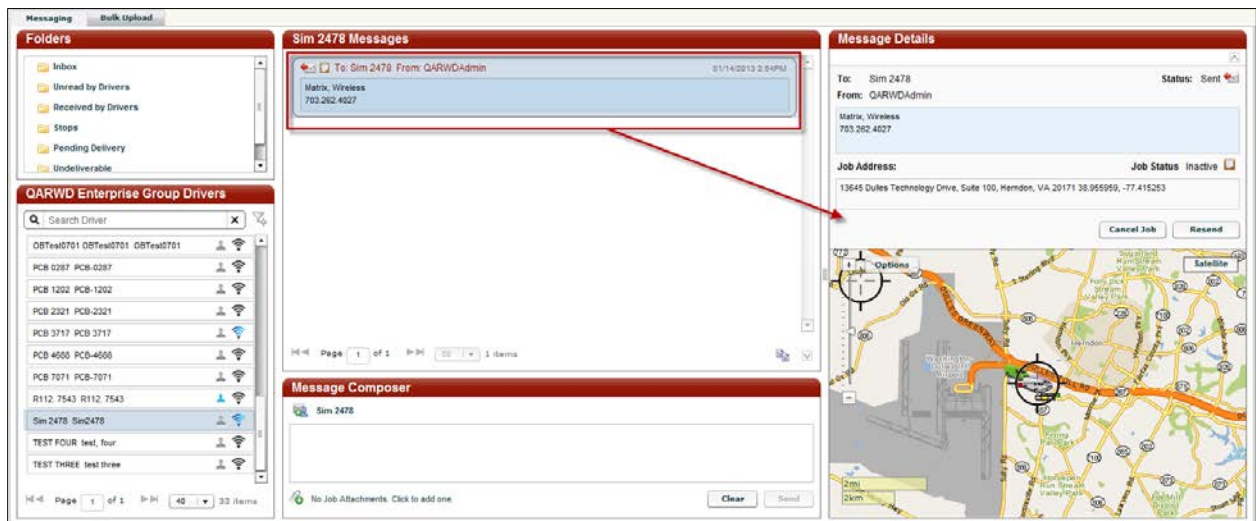 Messaging
Bulk Upload
Folders
Inbox
Unread by Drivers
Received by Drivers
Stops
Pending Delivery
Undeliverable
QARWD Enterprise Group Drivers
Search Driver
OBTest0701 OBTest0701 OBTest0701
PCB 0287 PCB-0287
PCB 1202 PCB-1202
PCB 2321 PCB-2321
PCB 3717 PCB 3717
PCB 4668 PCB-4668
PCB 7071 PCB-7071
R112. 7543 R112. 7543
Sim 2478 Sim2478
TEST FOUR test, four
TEST THREE test three
Page 1 of 1 40 33 items
Sim 2478 Messages
To: Sim 2478 From: QARWDAdmin
01/14/2013 2:54PM
Matrix, Wireless
703.262.4027
Page 1 of 1 50 1 items
Message Composer
Sim 2478
No Job Attachments. Click to add one.
Clear
Send
Message Details
To: Sim 2478
Status: Sent
From: QARWDAdmin
Matrix, Wireless
703.262.4027
Job Address:
Job Status Inactive
13645 Dulles Technology Drive, Suite 100, Herndon, VA 20171 38.955959, -77.415253
Cancel Job
Resend
Options
Satellite
Herndon
2mi
2km